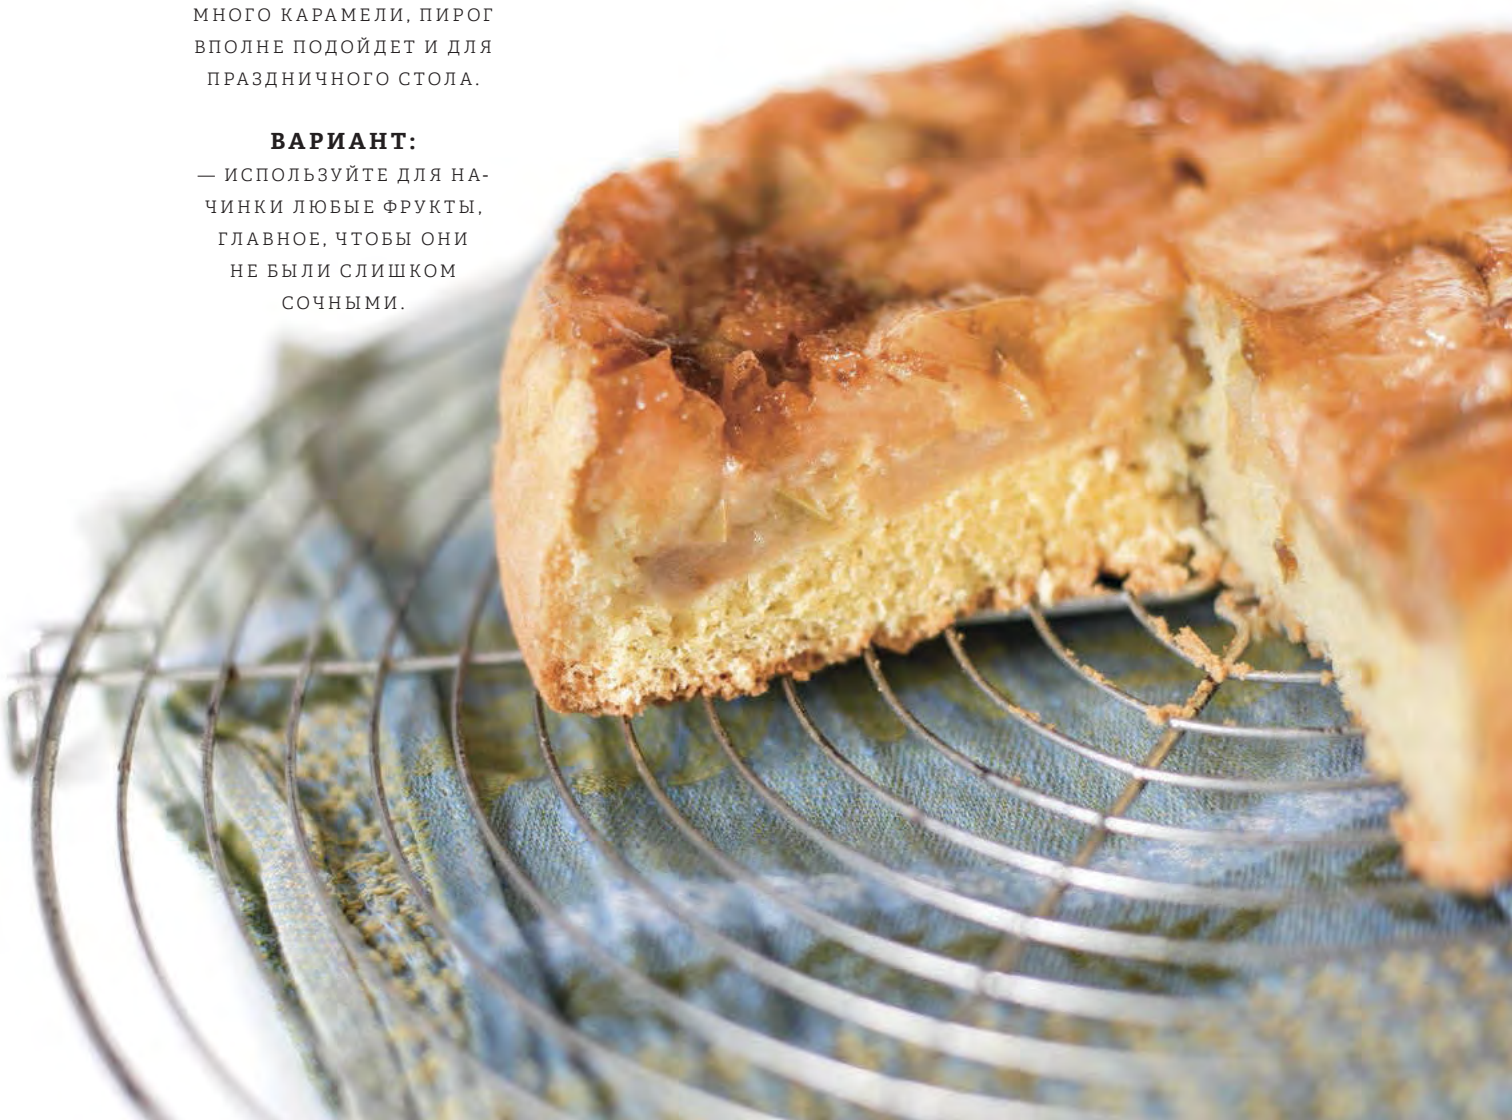 МНОГО КАРАМЕЛИ, ПИРОГ
ВПОЛНЕ ПОДОЙДЕТ И ДЛЯ
ПРАЗДНИЧНОГО СТОЛА.
ВАРИАНТ:
— ИСПОЛЬЗУЙТЕ ДЛЯ НА-
ЧИНКИ ЛЮБЫЕ ФРУКТЫ,
ГЛАВНОЕ, ЧТОБЫ ОНИ
НЕ БЫЛИ СЛИШКОМ
СОЧНЫМИ.